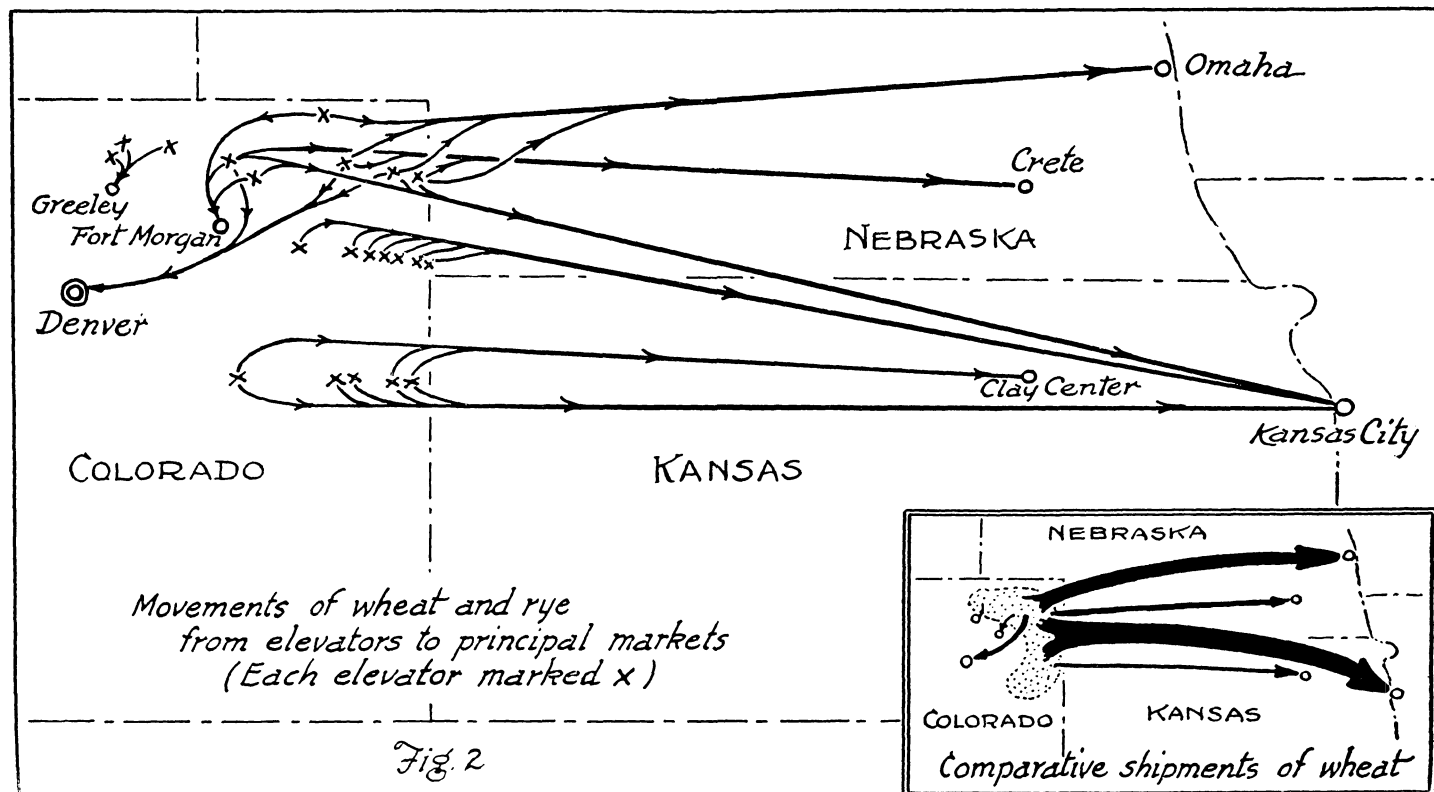 Omaha
Crete
Greeley
Fort Morgan
NEBRASKA
Denver
Clay Center
Kansas City
COLORADO
KANSAS
Movements of wheat and rye
from elevators to principal markets
(Each elevator marked x)
Fig. 2
NEBRASKA
COLORADO
KANSAS
Comparative shipments of wheat